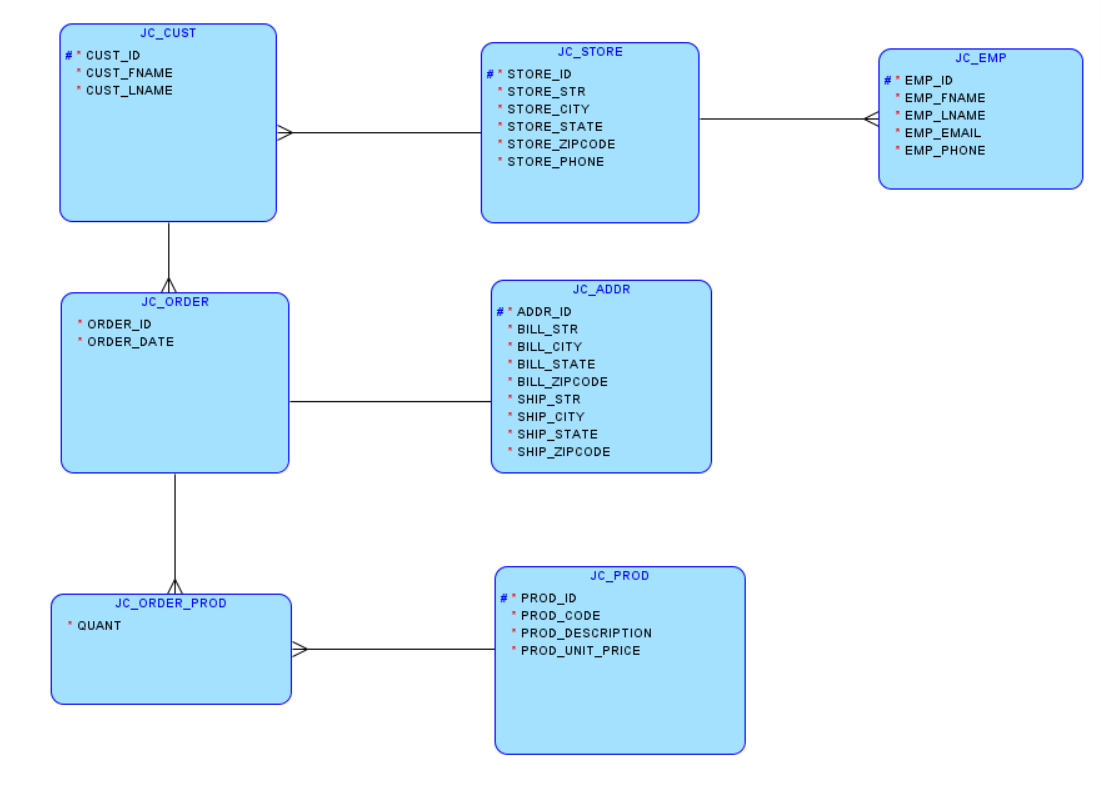 JC_CUST
# * CUST_ID
* CUST_FNAME
* CUST_LNAME
JC_STORE
# * STORE_ID
* STORE_STR
* STORE_CITY
* STORE_STATE
* STORE_ZIPCODE
* STORE_PHONE
JC_EMP
# * EMP_ID
* EMP_FNAME
* EMP_LNAME
* EMP_EMAIL
* EMP_PHONE
JC_ORDER
* ORDER_ID
* ORDER_DATE
JC_ADDR
# * ADDR_ID
* BILL_STR
* BILL_CITY
* BILL_STATE
* BILL_ZIPCODE
* SHIP_STR
* SHIP_CITY
* SHIP_STATE
* SHIP_ZIPCODE
JC_ORDER_PROD
* QUANT
JC_PROD
# * PROD_ID
* PROD_CODE
* PROD_DESCRIPTION
* PROD_UNIT_PRICE